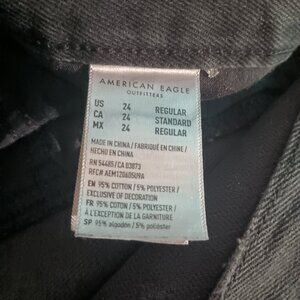 AMERICAN EAGLE
OUTFITTERS
US 24 REGULAR
CA 24 STANDARD
MX 24 REGULAR
MADE IN CHINA / FABRIQUÉ EN CHINE /
HECHO EN CHINA
RN 54485/CA 03873
RFC# AEM120605U9A
EN 95% COTTON / 5% POLYESTER /
EXCLUSIVE OF DECORATION
FR 95% COTON / 5% POLYESTER /
À L'EXCEPTION DE LA GARNITURE
SP 95% algodón / 5% poliéster